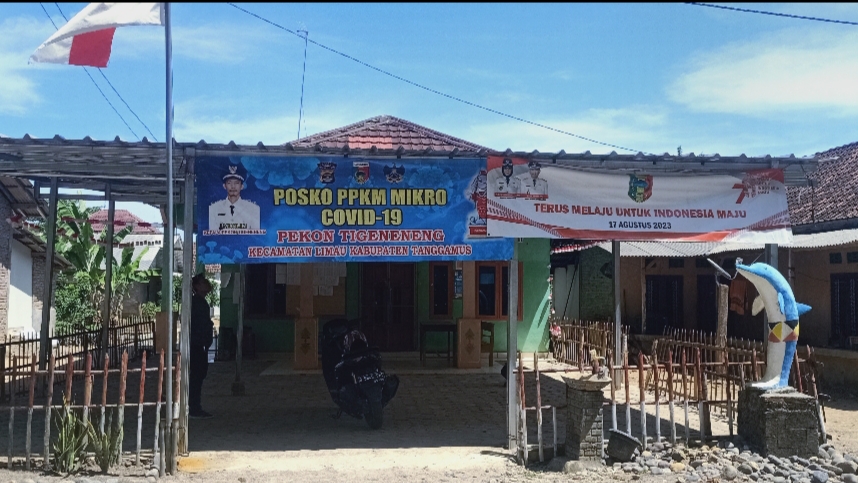 POSKO PPKM MIKRO
COVID-19
PEKON TIGENENENG
KECAMATAN LIMAU KABUPATEN TANGGAMUS
TERUS MELAJU UNTUK INDONESIA MAJU
17 AGUSTUS 2023